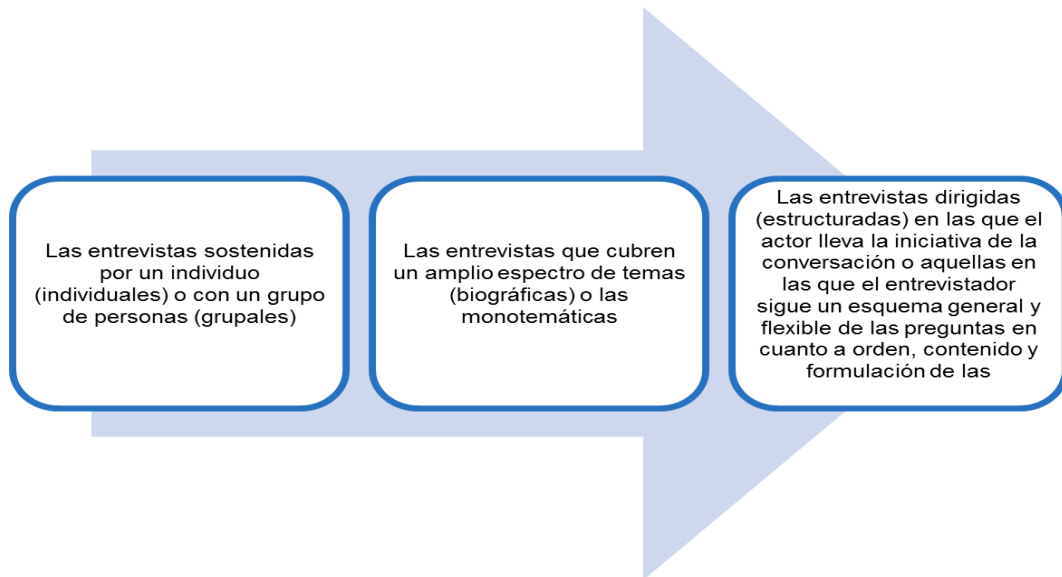 Las entrevistas sostenidas
por un individuo
(individuales) o con un grupo
de personas (grupales)
Las entrevistas que cubren
un amplio espectro de temas
(biográficas) o las
monotemáticas
Las entrevistas dirigidas
(estructuradas) en las que el
actor lleva la iniciativa de la
conversación o aquellas en
las que el entrevistador
sigue un esquema general y
flexible de las preguntas en
cuanto a orden, contenido y
formulación de las